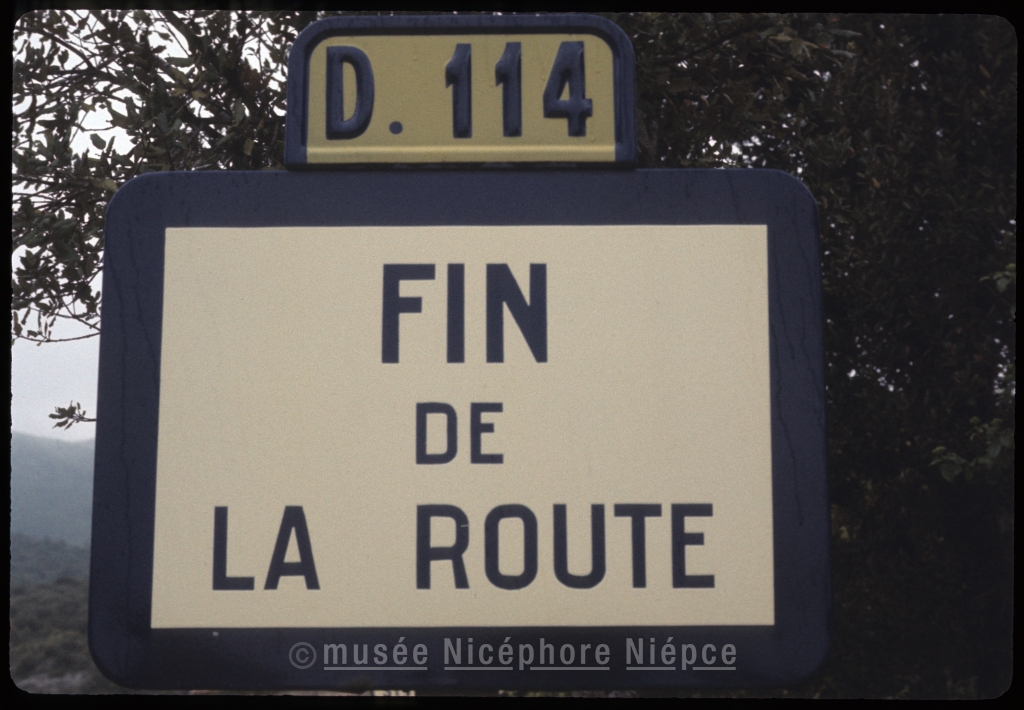 D. 114
FIN
DE
LA ROUTE
© musée Nicéphore Niépce